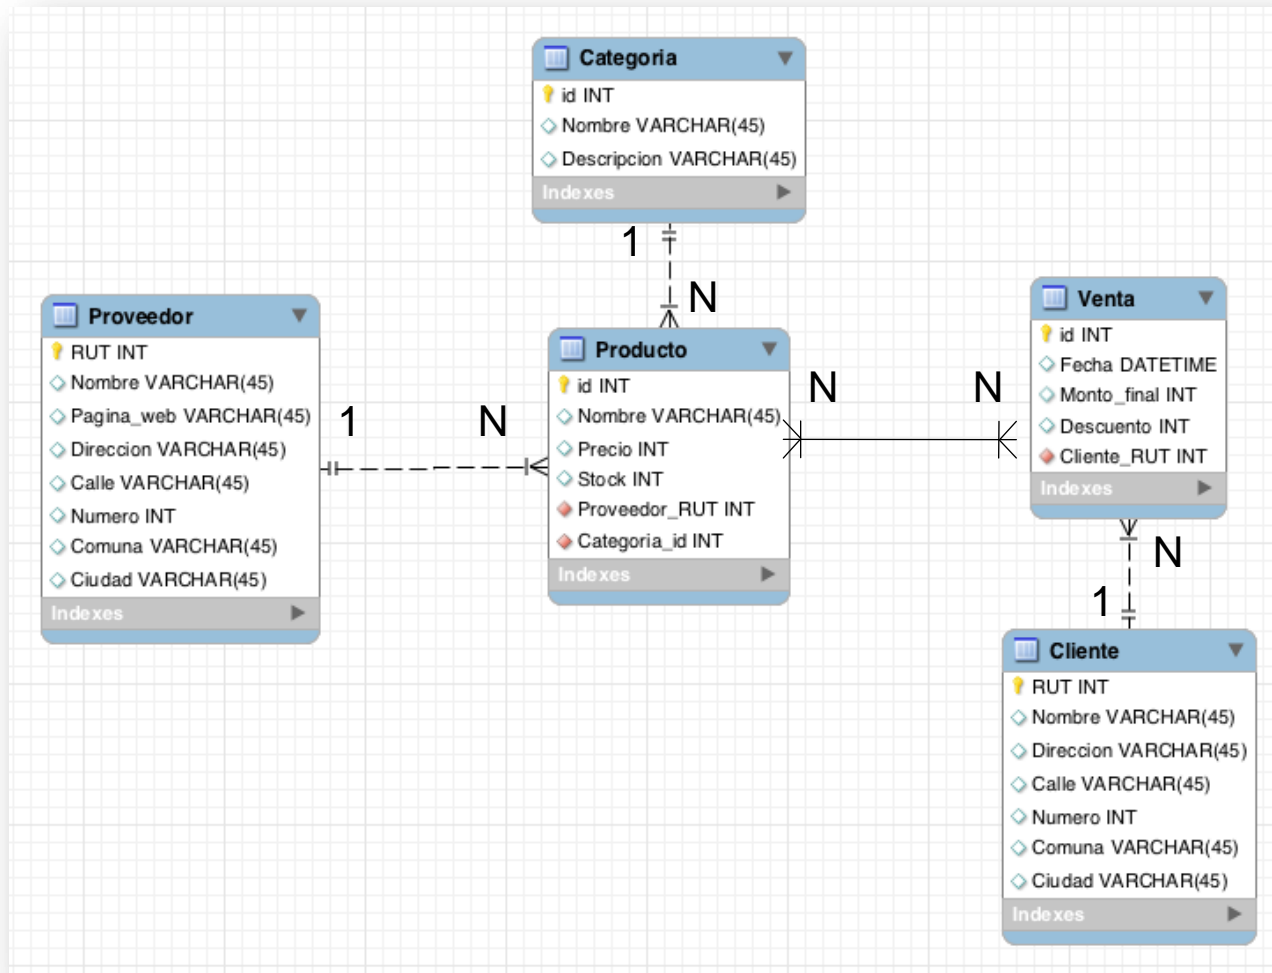 Categoria
id INT
Nombre VARCHAR(45)
Descripcion VARCHAR(45)
Indexes
1
N
Proveedor
RUT INT
Nombre VARCHAR(45)
Pagina_web VARCHAR(45)
Direccion VARCHAR(45)
Calle VARCHAR(45)
Numero INT
Comuna VARCHAR(45)
Ciudad VARCHAR(45)
Indexes
1
N
Producto
id INT
Nombre VARCHAR(45)
Precio INT
Stock INT
Proveedor_RUT INT
Categoria_id INT
Indexes
N
N
Venta
id INT
Fecha DATETIME
Monto_final INT
Descuento INT
Cliente_RUT INT
Indexes
N
1
Cliente
RUT INT
Nombre VARCHAR(45)
Direccion VARCHAR(45)
Calle VARCHAR(45)
Numero INT
Comuna VARCHAR(45)
Ciudad VARCHAR(45)
Indexes